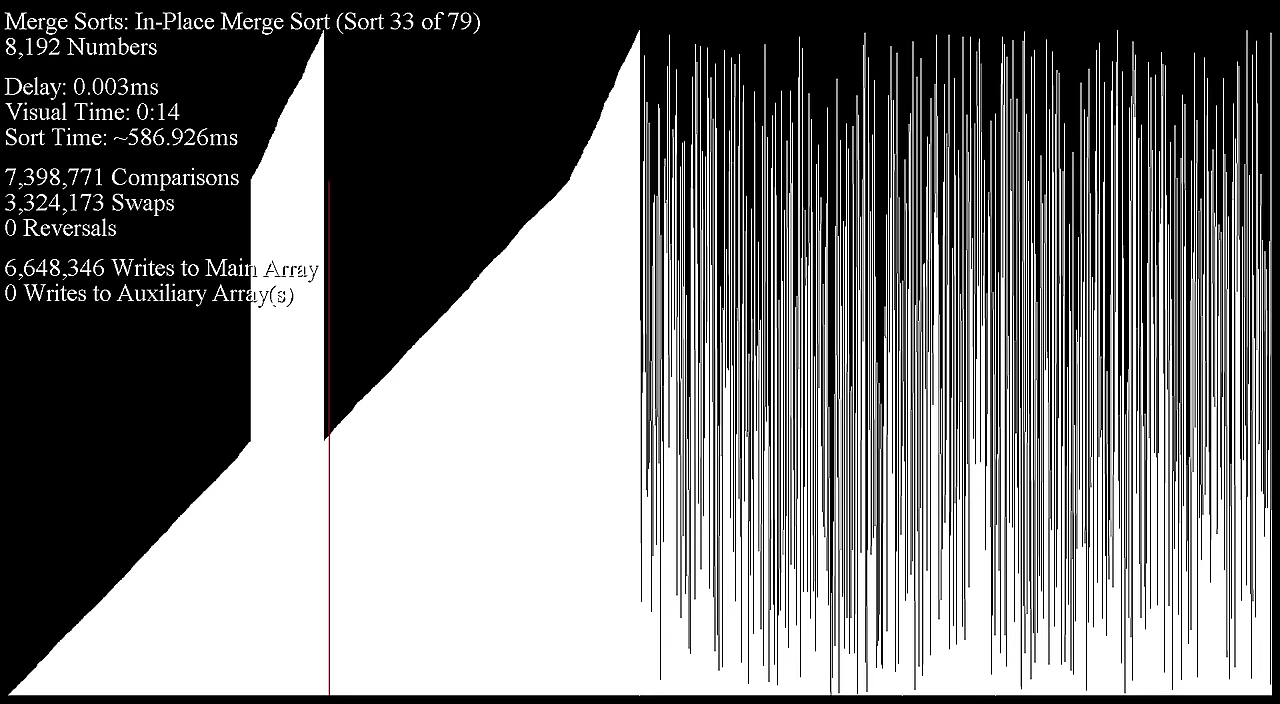 Merge Sorts: In-Place Merge Sort (Sort 33 of 79)
8,192 Numbers
Delay: 0.003ms
Visual Time: 0:14
Sort Time: ~586.926ms
7,398,771 Comparisons
3,324,173 Swaps
0 Reversals
6,648,346 Writes to Main Array
0 Writes to Auxiliary Array(s)